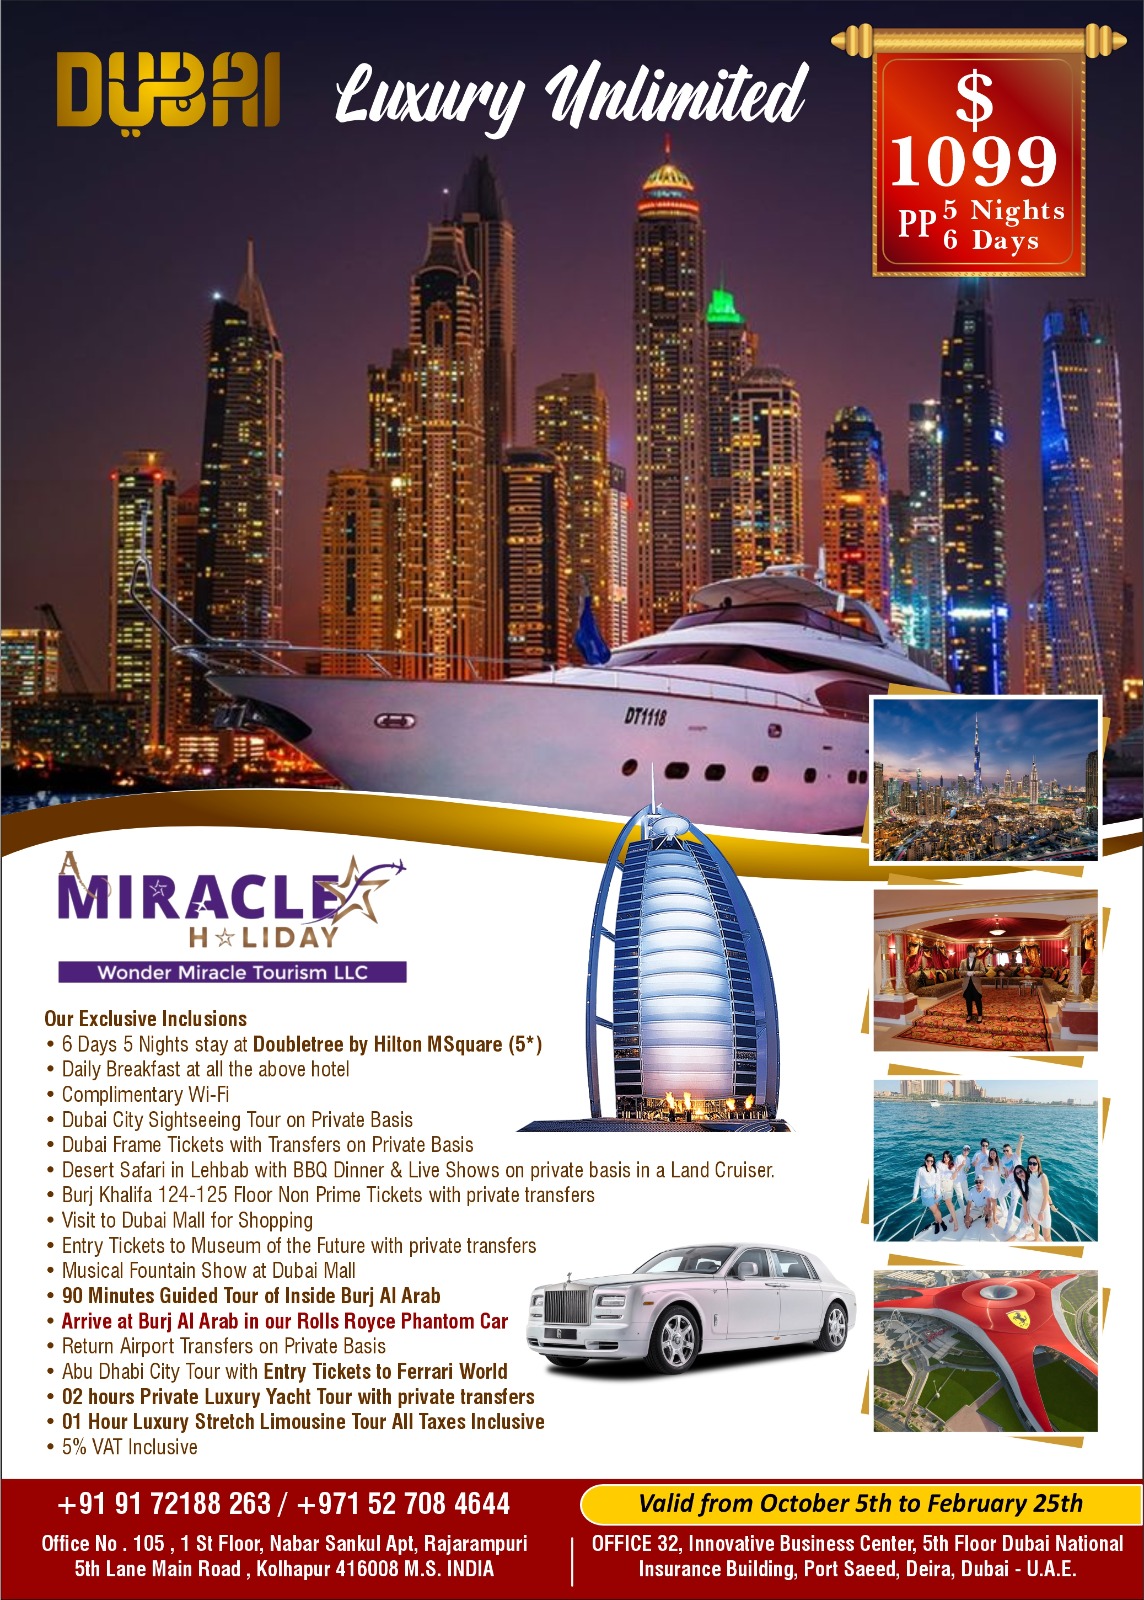 DUBAI
Luxury Unlimited
$
1099
PP 5 Nights
6 Days
DT1118
A
MIRACLE
HOLIDAY
Wonder Miracle Tourism LLC
Our Exclusive Inclusions
• 6 Days 5 Nights stay at Doubletree by Hilton MSquare (5*)
• Daily Breakfast at all the above hotel
• Complimentary Wi-Fi
• Dubai City Sightseeing Tour on Private Basis
• Dubai Frame Tickets with Transfers on Private Basis
• Desert Safari in Lehbab with BBQ Dinner & Live Shows on private basis in a Land Cruiser.
• Burj Khalifa 124-125 Floor Non Prime Tickets with private transfers
• Visit to Dubai Mall for Shopping
• Entry Tickets to Museum of the Future with private transfers
• Musical Fountain Show at Dubai Mall
• 90 Minutes Guided Tour of Inside Burj Al Arab
• Arrive at Burj Al Arab in our Rolls Royce Phantom Car
• Return Airport Transfers on Private Basis
• Abu Dhabi City Tour with Entry Tickets to Ferrari World
• 02 hours Private Luxury Yacht Tour with private transfers
• 01 Hour Luxury Stretch Limousine Tour All Taxes Inclusive
• 5% VAT Inclusive
+91 91 72188 263 / +971 52 708 4644
Office No . 105 , 1 St Floor, Nabar Sankul Apt, Rajarampuri
5th Lane Main Road , Kolhapur 416008 M.S. INDIA
Valid from October 5th to February 25th
OFFICE 32, Innovative Business Center, 5th Floor Dubai National
Insurance Building, Port Saeed, Deira, Dubai - U.A.E.